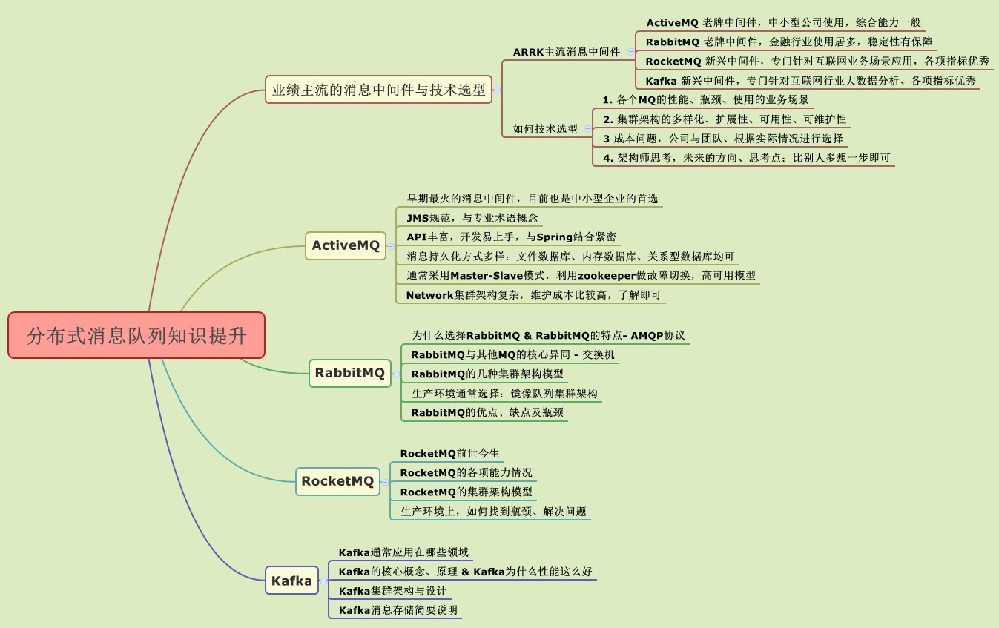 分布式消息队列知识提升
业绩主流的消息中间件与技术选型
ARRK主流消息中间件
ActiveMQ 老牌中间件，中小型公司使用，综合能力一般
RabbitMQ 老牌中间件，金融行业使用居多，稳定性有保障
RocketMQ 新兴中间件，专门针对互联网业务场景应用，各项指标优秀
Kafka 新兴中间件，专门针对互联网行业大数据分析、各项指标优秀
如何技术选型
1. 各个MQ的性能、瓶颈、使用的业务场景
2. 集群架构的多样化、扩展性、可用性、可维护性
3 成本问题，公司与团队、根据实际情况进行选择
4. 架构师思考，未来的方向、思考点；比别人多想一步即可
ActiveMQ
早期最火的消息中间件，目前也是中小型企业的首选
JMS规范，与专业术语概念
API丰富，开发易上手，与Spring结合紧密
消息持久化方式多样：文件数据库、内存数据库、关系型数据库均可
通常采用Master-Slave模式，利用zookeeper做故障切换，高可用模型
Network集群架构复杂，维护成本比较高，了解即可
RabbitMQ
为什么选择RabbitMQ & RabbitMQ的特点- AMQP协议
RabbitMQ与其他MQ的核心异同 - 交换机
RabbitMQ的几种集群架构模型
生产环境通常选择：镜像队列集群架构
RabbitMQ的优点、缺点及瓶颈
RocketMQ
RocketMQ前世今生
RocketMQ的各项能力情况
RocketMQ的集群架构模型
生产环境上，如何找到瓶颈、解决问题
Kafka
Kafka通常应用在哪些领域
Kafka的核心概念、原理 & Kafka为什么性能这么好
Kafka集群架构与设计
Kafka消息存储简要说明